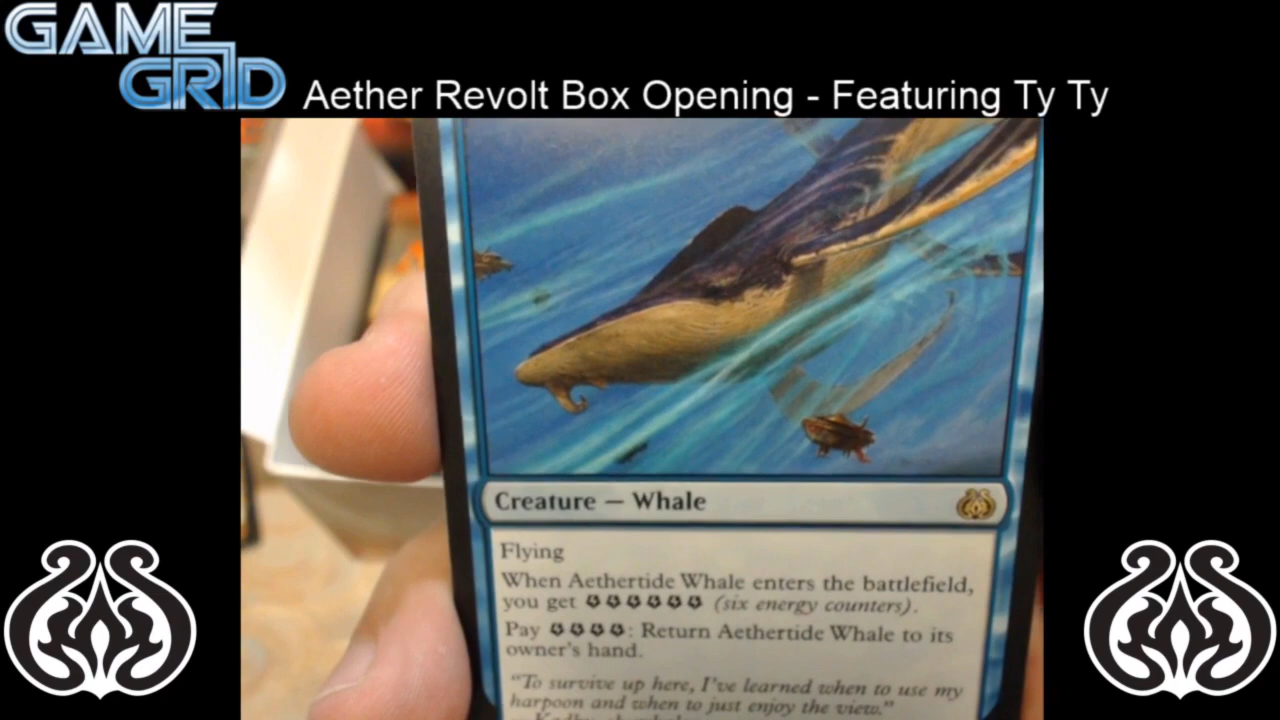 GAME
GRID
Aether Revolt Box Opening - Featuring Ty Ty
Creature — Whale
Flying
When Aethertide Whale enters the battlefield,
you get (six energy counters).
Pay : Return Aethertide Whale to its
owner's hand.
"To survive up here, I've learned when to use my
harpoon and when to just enjoy the view."